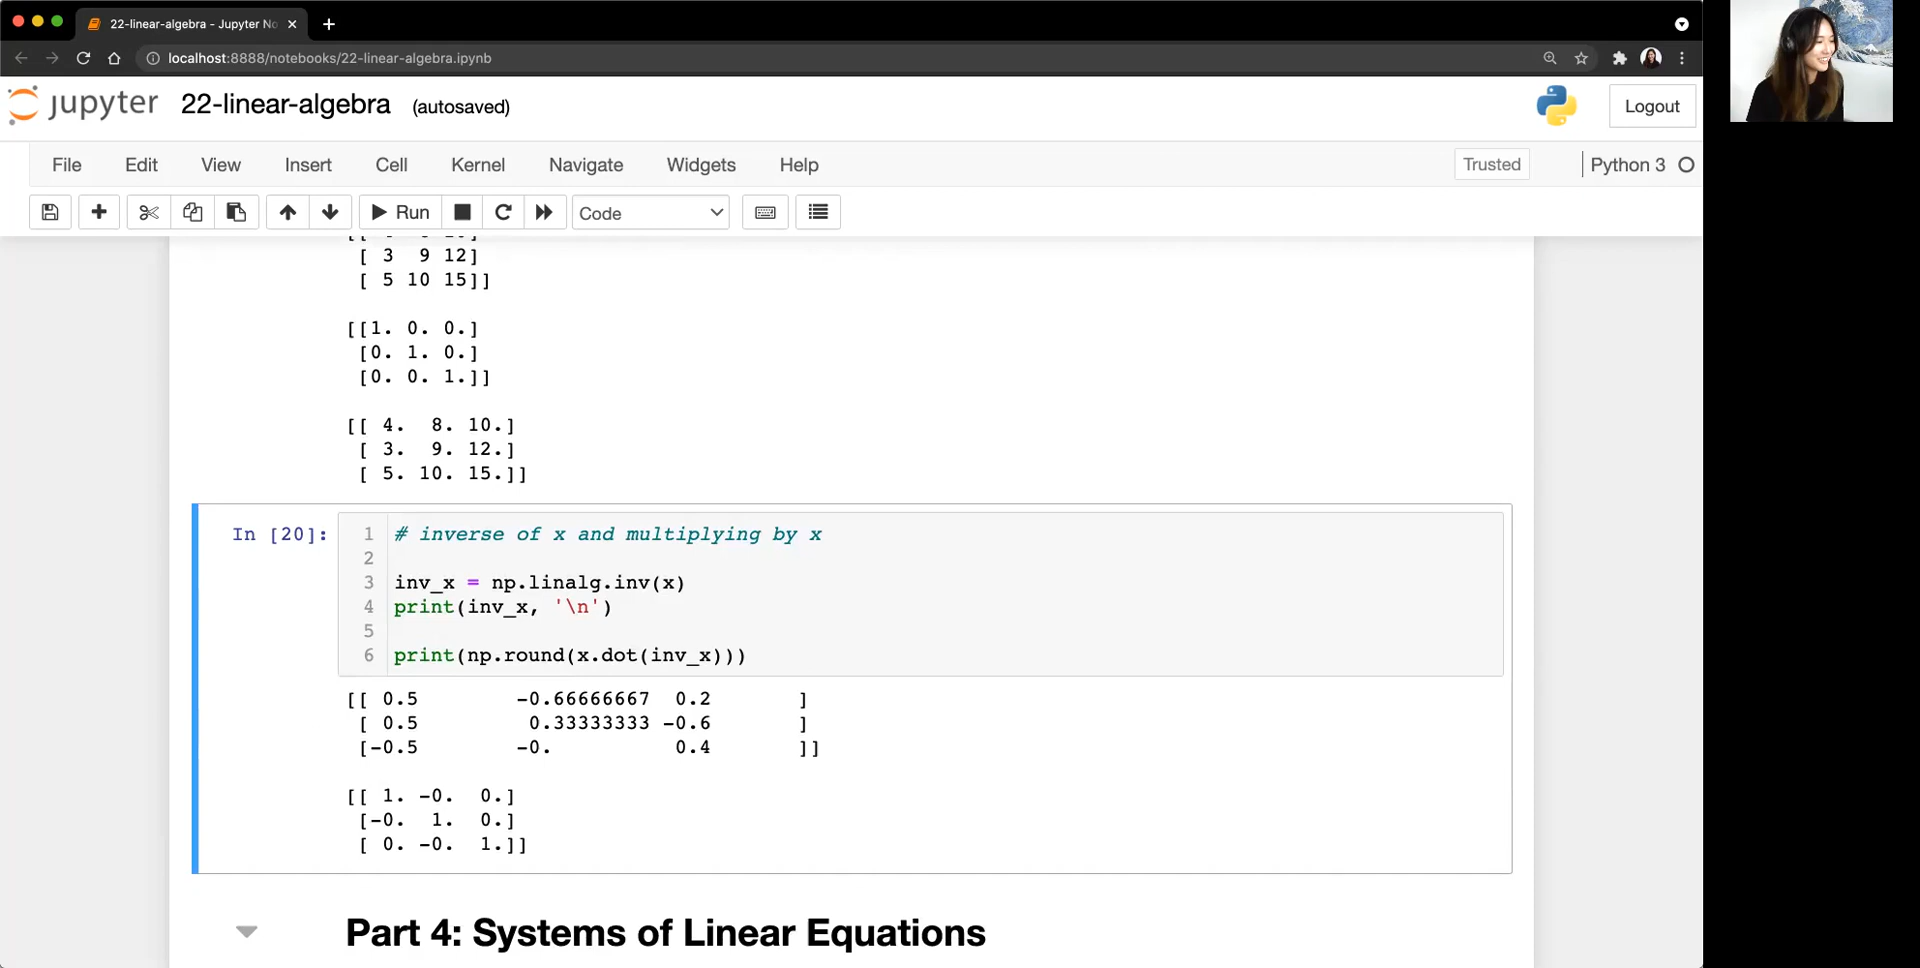 22-linear-algebra - Jupyter No
localhost:8888/notebooks/22-linear-algebra.ipynb
jupyter 22-linear-algebra (autosaved)
Logout
File Edit View Insert Cell Kernel Navigate Widgets Help
Trusted
Python 3
Run
Code
[ 3 9 12]
[ 5 10 15]]
[[1. 0. 0.]
[0. 1. 0.]
[0. 0. 1.]]
[[ 4. 8. 10.]
[ 3. 9. 12.]
[ 5. 10. 15.]]
In [20]:
1 # inverse of x and multiplying by x
2
3 inv_x = np.linalg.inv(x)
4 print(inv_x, '\n')
5
6 print(np.round(x.dot(inv_x)))
[[ 0.5 -0.66666667 0.2 ]
[ 0.5 0.33333333 -0.6 ]
[-0.5 -0. 0.4 ]]
[[ 1. -0. 0.]
[-0. 1. 0.]
[ 0. -0. 1.]]
Part 4: Systems of Linear Equations